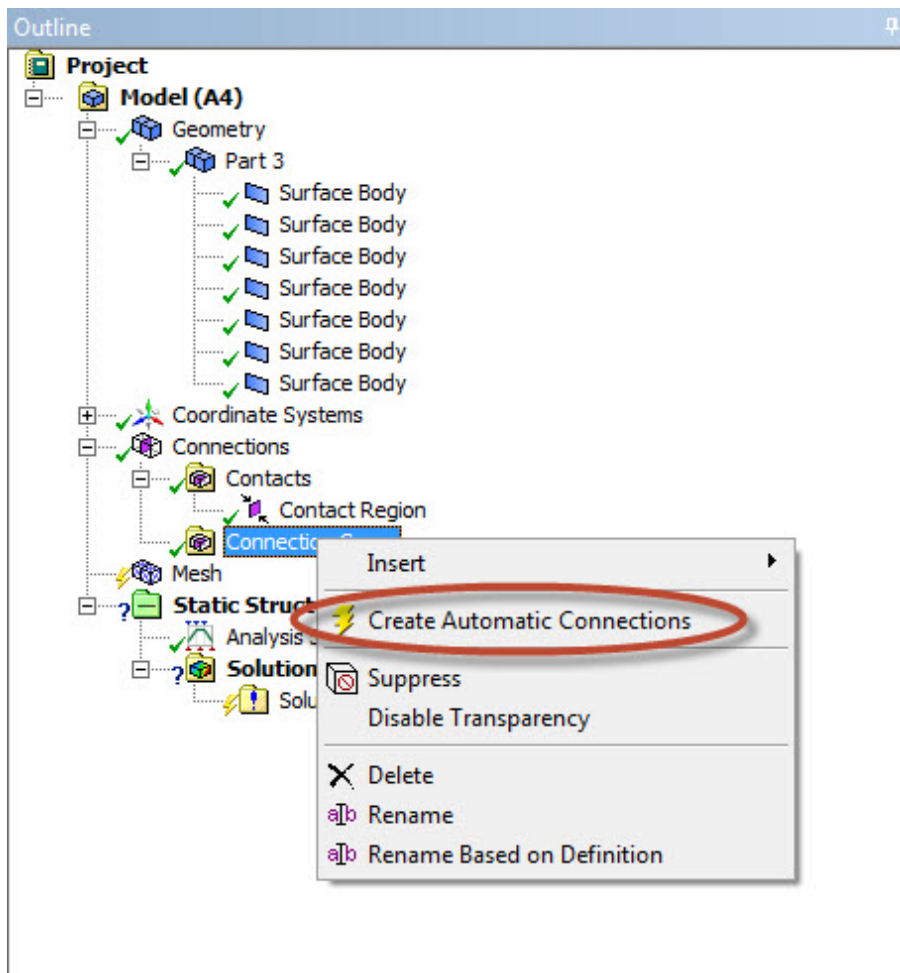 Outline
Project
Model (A4)
Geometry
Part 3
Surface Body
Surface Body
Surface Body
Surface Body
Surface Body
Surface Body
Surface Body
Coordinate Systems
Connections
Contacts
Contact Region
Insert
Mesh
Create Automatic Connections
Analysis
Solution
Suppress
Disable Transparency
Delete
Rename
Rename Based on Definition